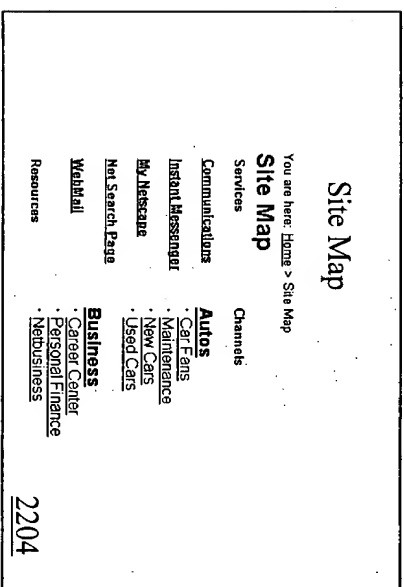 Site Map
You are here: Home > Site Map
Site Map
Services
Communications
Instant Messenger
My Netscape
Net Search Page
WebMail
Resources
Channels
Autos
· Car Fans
· Maintenance
· New Cars
· Used Cars
Business
· Career Center
· Personal Finance
· Netbusiness
2204